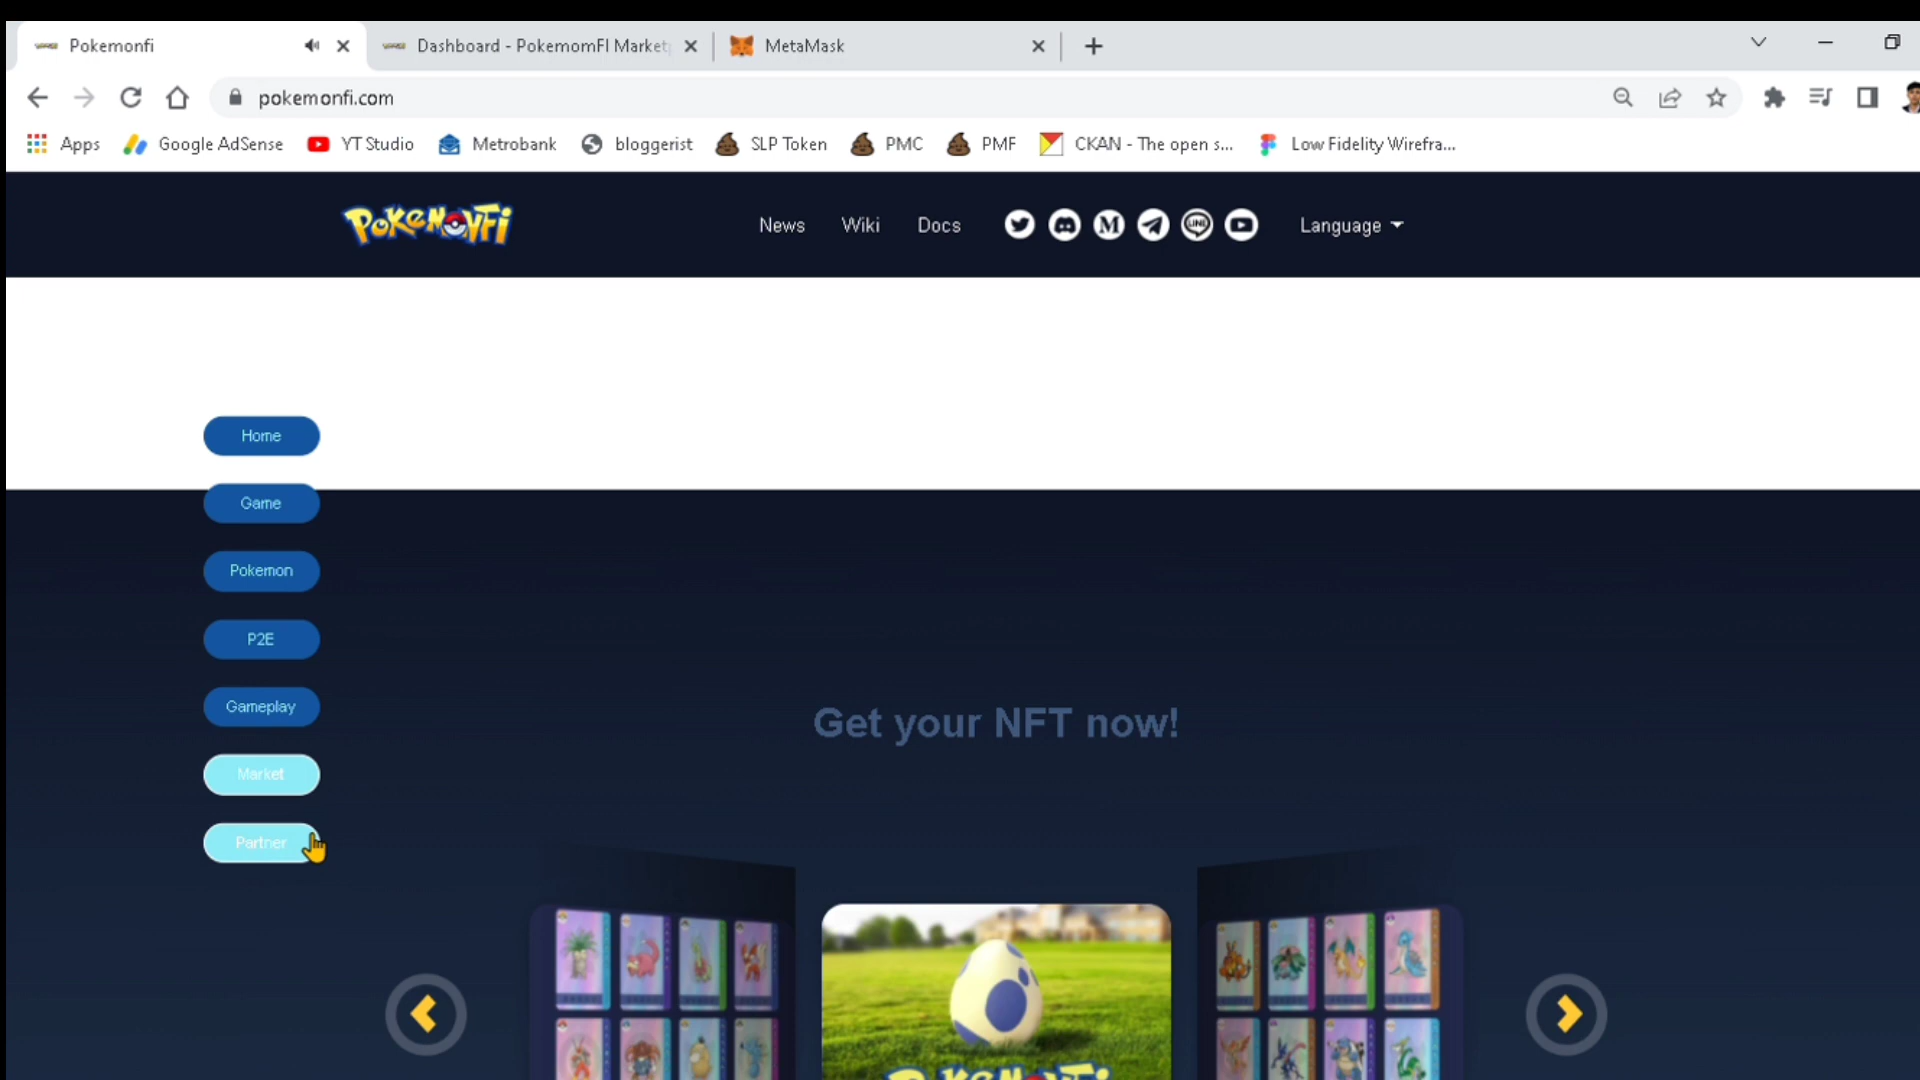 Pokemonfi
Dashboard - PokemomFI Market
MetaMask
pokemonfi.com
Apps
Google AdSense
YT Studio
Metrobank
bloggerist
SLP Token
PMC
PMF
CKAN - The open s...
Low Fidelity Wirefra...
POKEMONFi
News
Wiki
Docs
M
LINE
Language
Home
Game
Pokemon
P2E
Gameplay
Market
Partner
Get your NFT now!
POKEMONFi